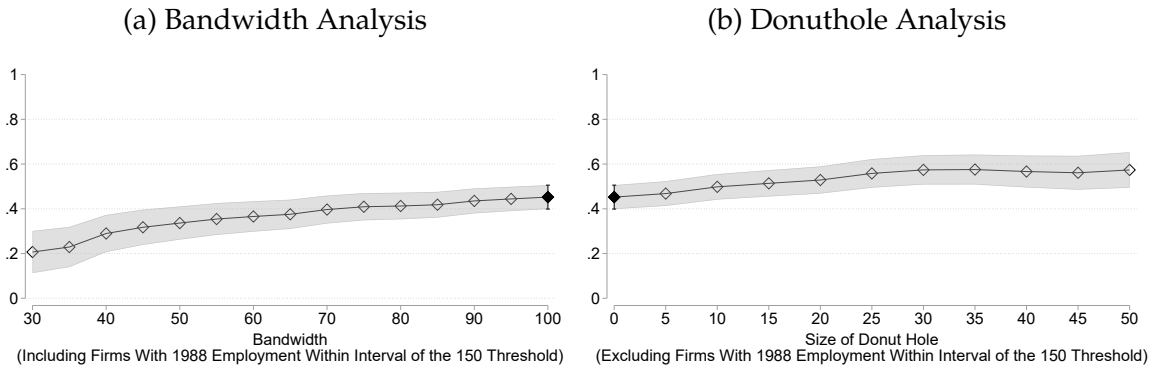 (a) Bandwidth Analysis
1
.8
.6
.4
.2
0
30 40 50 60 70 80 90 100
Bandwidth
(Including Firms With 1988 Employment Within Interval of the 150 Threshold)
(b) Donuthole Analysis
1
.8
.6
.4
.2
0
0 5 10 15 20 25 30 35 40 45 50
Size of Donut Hole
(Excluding Firms With 1988 Employment Within Interval of the 150 Threshold)